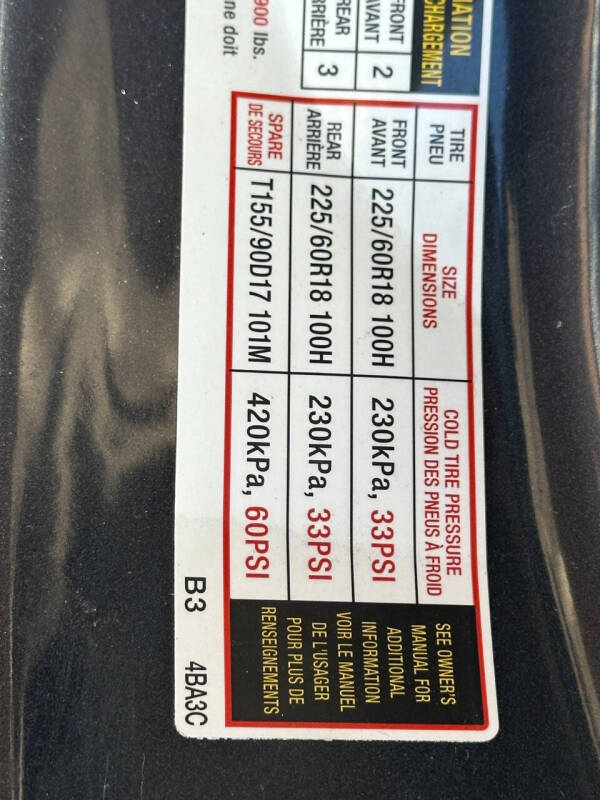 MATION
CHARGEMENT
FRONT
AVANT
2
REAR
ARRIÈRE
3
900 lbs.
ne doit
TIRE
PNEU
SIZE
DIMENSIONS
COLD TIRE PRESSURE
PRESSION DES PNEUS À FROID
SEE OWNER'S
MANUAL FOR
ADDITIONAL
INFORMATION
VOIR LE MANUEL
DE L'USAGER
POUR PLUS DE
RENSEIGNEMENTS
FRONT
AVANT
225/60R18 100H
230kPa, 33PSI
REAR
ARRIÈRE
225/60R18 100H
230kPa, 33PSI
SPARE
DE SECOURS
T155/90D17 101M
420kPa, 60PSI
B3 4BA3C